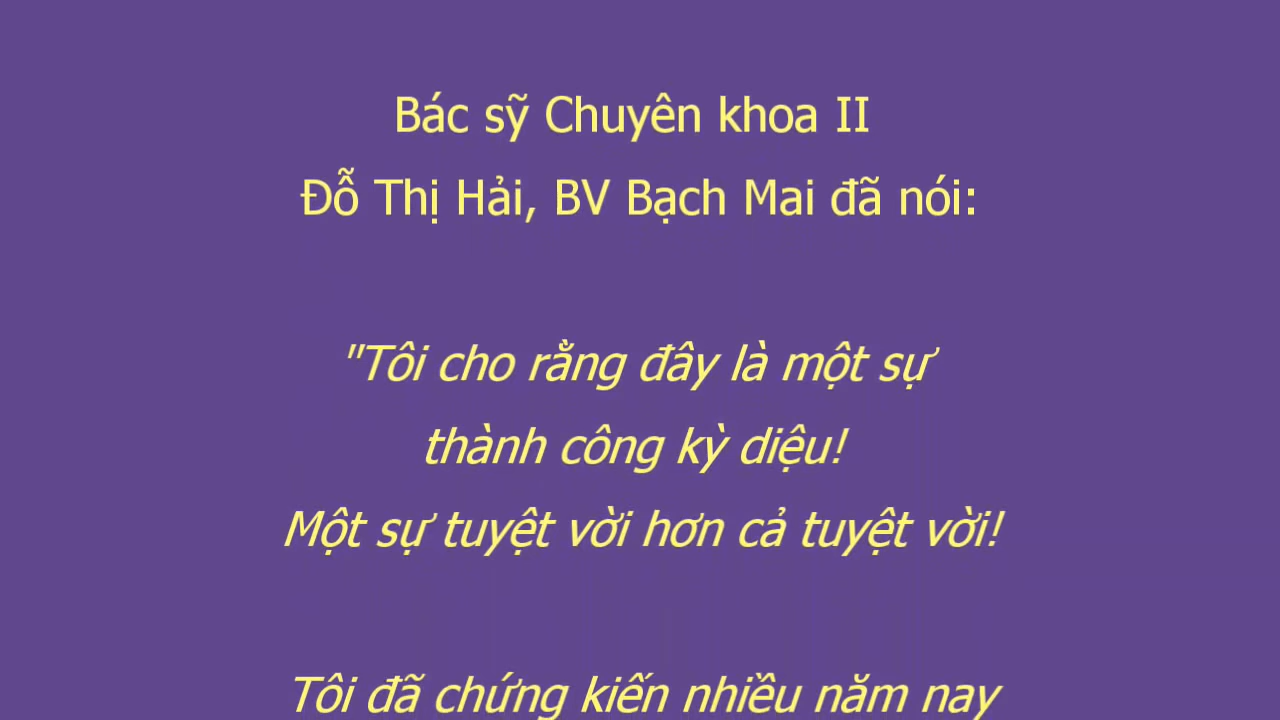 Bác sỹ Chuyên khoa II
Đỗ Thị Hải, BV Bạch Mai đã nói:
"Tôi cho rằng đây là một sự
thành công kỳ diệu!
Một sự tuyệt vời hơn cả tuyệt vời!
Tôi đã chứng kiến nhiều năm nay